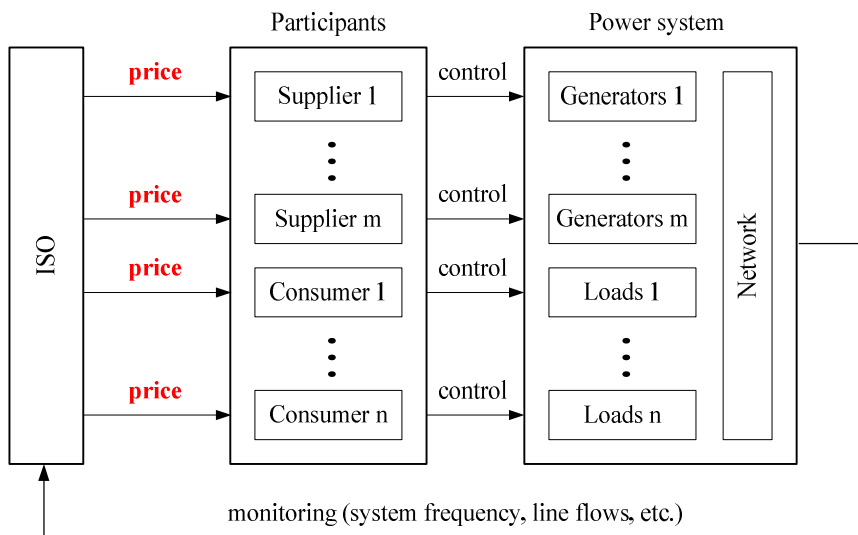 Participants
Power system
ISO
price
Supplier 1
control
Generators 1
price
Supplier m
control
Generators m
price
Consumer 1
control
Loads 1
price
Consumer n
control
Loads n
Network
monitoring (system frequency, line flows, etc.)